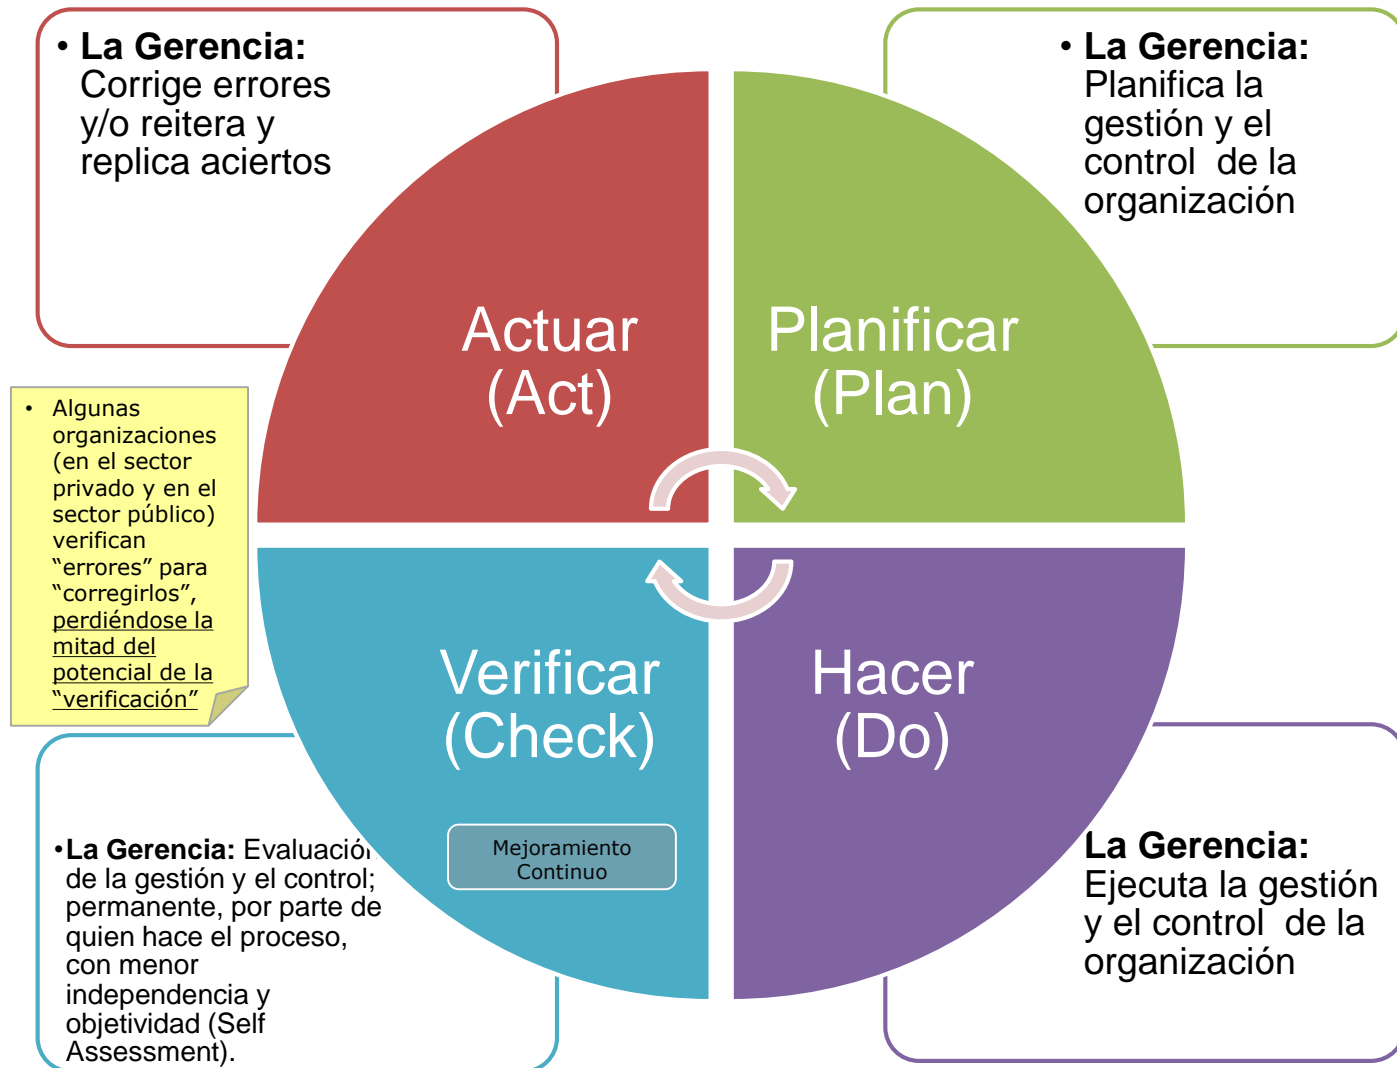 • La Gerencia:
Corrige errores
y/o reitera y
replica aciertos
• La Gerencia:
Planifica la
gestión y el
control de la
organización
Actuar
(Act)
Planificar
(Plan)
• Algunas
organizaciones
(en el sector
privado y en el
sector público)
verifican
“errores” para
“corregirlos”,
perdiéndose la
mitad del
potencial de la
“verificación”
Verificar
(Check)
Hacer
(Do)
Mejoramiento
Continuo
•La Gerencia: Evaluación
de la gestión y el control;
permanente, por parte de
quien hace el proceso,
con menor
independencia y
objetividad (Self
Assessment).
La Gerencia:
Ejecuta la gestión
y el control de la
organización